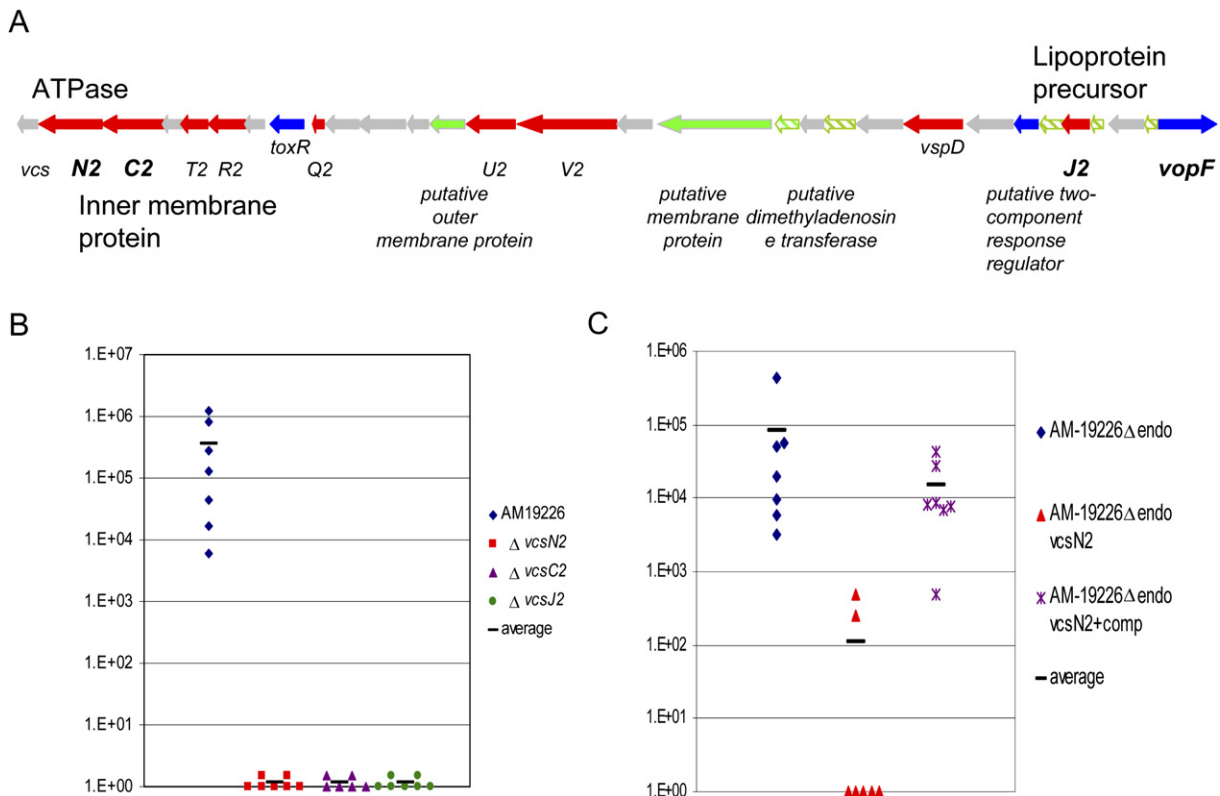 A
ATPase
Lipoprotein
precursor
toxR
vspD
vcs N2 C2 T2 R2 Q2 U2 V2 J2 vopF
Inner membrane
protein
putative
outer
membrane protein
putative
membrane
protein
putative
dimethyladenosin
e transferase
putative two-
component
response
regulator
B
1.E+07
1.E+06
1.E+05
1.E+04
1.E+03
1.E+02
1.E+01
1.E+00
AM19226
Δ vcsN2
Δ vcsC2
Δ vcsJ2
average
C
1.E+06
1.E+05
1.E+04
1.E+03
1.E+02
1.E+01
1.E+00
AM-19226Δendo
AM-19226Δendo
vcsN2
AM-19226Δendo
vcsN2+comp
average